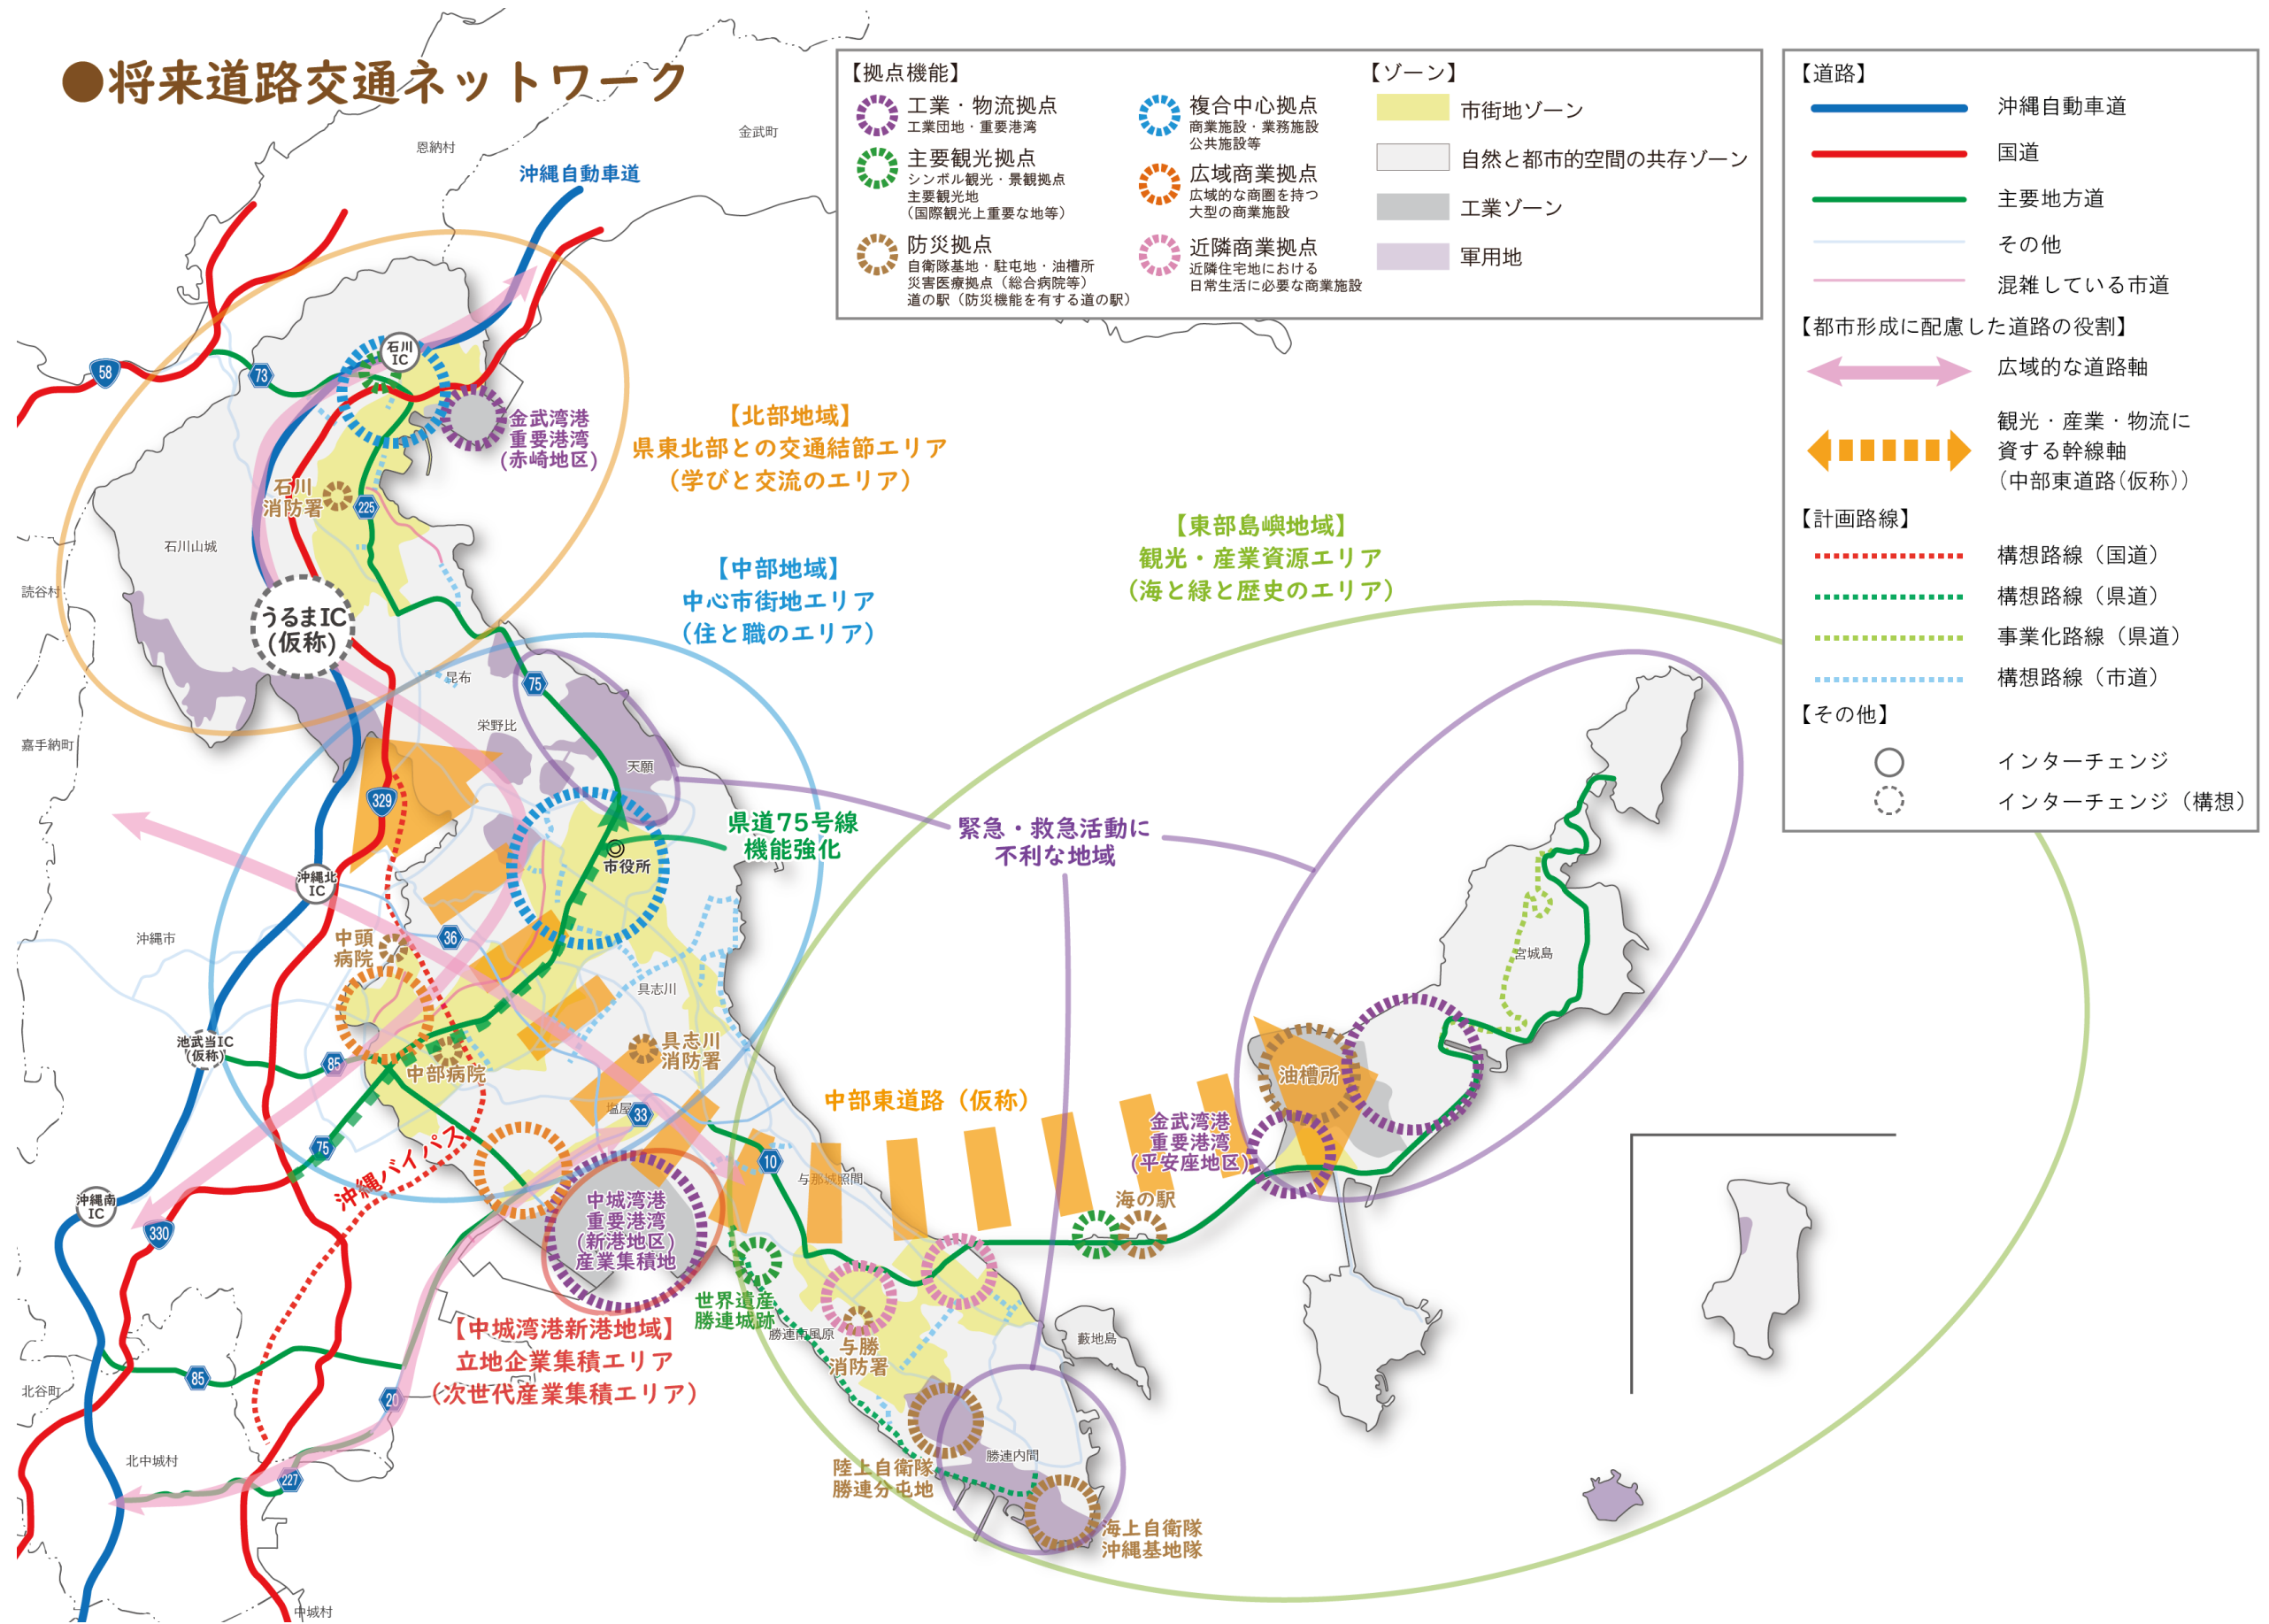 ●将来道路交通ネットワーク
【拠点機能】
工業・物流拠点
工業団地・重要港湾
主要観光拠点
シンボル観光・景観拠点
主要観光地
（国際観光上重要な地等）
防災拠点
自衛隊基地・駐屯地・油槽所
災害医療拠点（総合病院等）
道の駅（防災機能を有する道の駅）
複合中心拠点
商業施設・業務施設
公共施設等
広域商業拠点
広域的な商圏を持つ
大型の商業施設
近隣商業拠点
近隣住宅地における
日常生活に必要な商業施設
【ゾーン】
市街地ゾーン
自然と都市的空間の共存ゾーン
工業ゾーン
軍用地
【道路】
沖縄自動車道
国道
主要地方道
その他
混雑している市道
【都市形成に配慮した道路の役割】
広域的な道路軸
観光・産業・物流に
資する幹線軸
（中部東道路（仮称））
【計画路線】
構想路線（国道）
構想路線（県道）
事業化路線（県道）
構想路線（市道）
【その他】
インターチェンジ
インターチェンジ（構想）
恩納村
金武町
沖縄自動車道
石川
IC
58
73
金武湾港
重要港湾
(赤崎地区)
【北部地域】
県東北部との交通結節エリア
（学びと交流のエリア）
石川
消防署
225
石川山城
読谷村
うるまIC
(仮称)
【中部地域】
中心市街地エリア
（住と職のエリア）
【東部島嶼地域】
観光・産業資源エリア
（海と緑と歴史のエリア）
昆布
75
栄野比
嘉手納町
天願
329
県道75号線
機能強化
緊急・救急活動に
不利な地域
市役所
沖縄北
IC
沖縄市
中頭
病院
36
具志川
宮城島
池武当IC
(仮称)
85
中部病院
具志川
消防署
油槽所
塩屋
33
中部東道路（仮称）
金武湾港
重要港湾
(平安座地区)
75
沖縄バイパス
10
与那城照間
海の駅
沖縄南
IC
330
中城湾港
重要港湾
(新港地区)
産業集積地
世界遺産
勝連城跡
勝連南風原
与勝
消防署
藪地島
【中城湾港新港地域】
立地企業集積エリア
（次世代産業集積エリア）
85
北谷町
20
北中城村
227
勝連内間
陸上自衛隊
勝連分屯地
海上自衛隊
沖縄基地隊
中城村